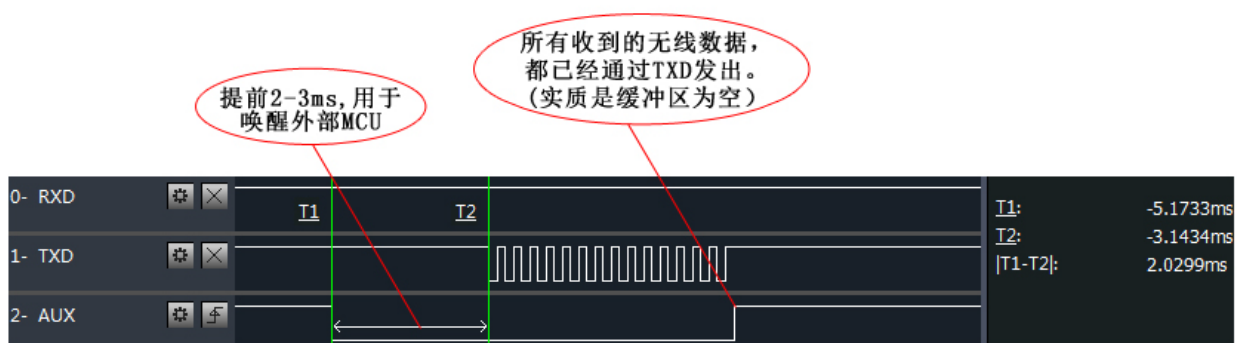 所有收到的无线数据，
都已经通过TXD发出。
(实质是缓冲区为空)
提前2-3ms,用于
唤醒外部MCU
0- RXD
T1
T2
1- TXD
2- AUX
T1: -5.1733ms
T2: -3.1434ms
|T1-T2|: 2.0299ms